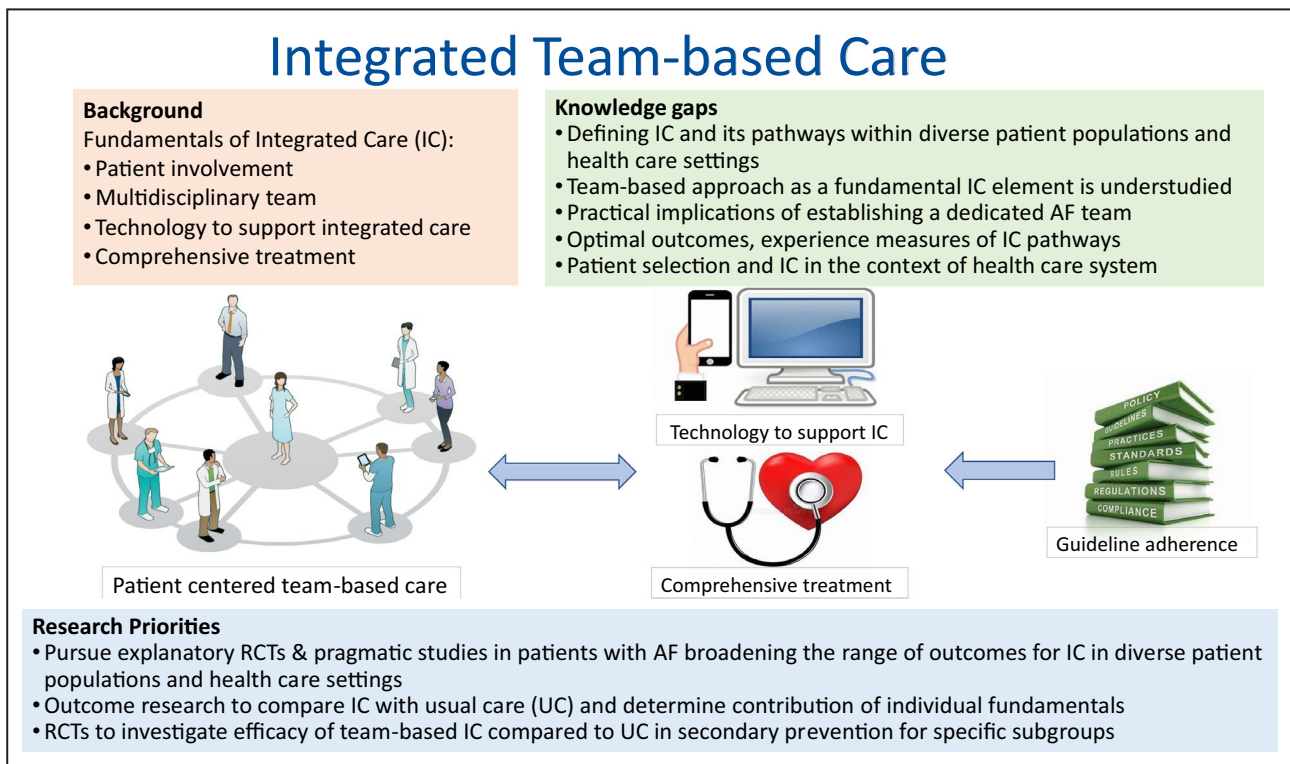 Integrated Team-based Care
Background
Fundamentals of Integrated Care (IC):
• Patient involvement
• Multidisciplinary team
• Technology to support integrated care
• Comprehensive treatment
Knowledge gaps
• Defining IC and its pathways within diverse patient populations and
health care settings
• Team-based approach as a fundamental IC element is understudied
• Practical implications of establishing a dedicated AF team
• Optimal outcomes, experience measures of IC pathways
• Patient selection and IC in the context of health care system
Technology to support IC
POLICY
GUIDELINES
PRACTICES
STANDARDS
RULES
REGULATIONS
COMPLIANCE
Guideline adherence
Patient centered team-based care
Comprehensive treatment
Research Priorities
• Pursue explanatory RCTs & pragmatic studies in patients with AF broadening the range of outcomes for IC in diverse patient
populations and health care settings
• Outcome research to compare IC with usual care (UC) and determine contribution of individual fundamentals
• RCTs to investigate efficacy of team-based IC compared to UC in secondary prevention for specific subgroups